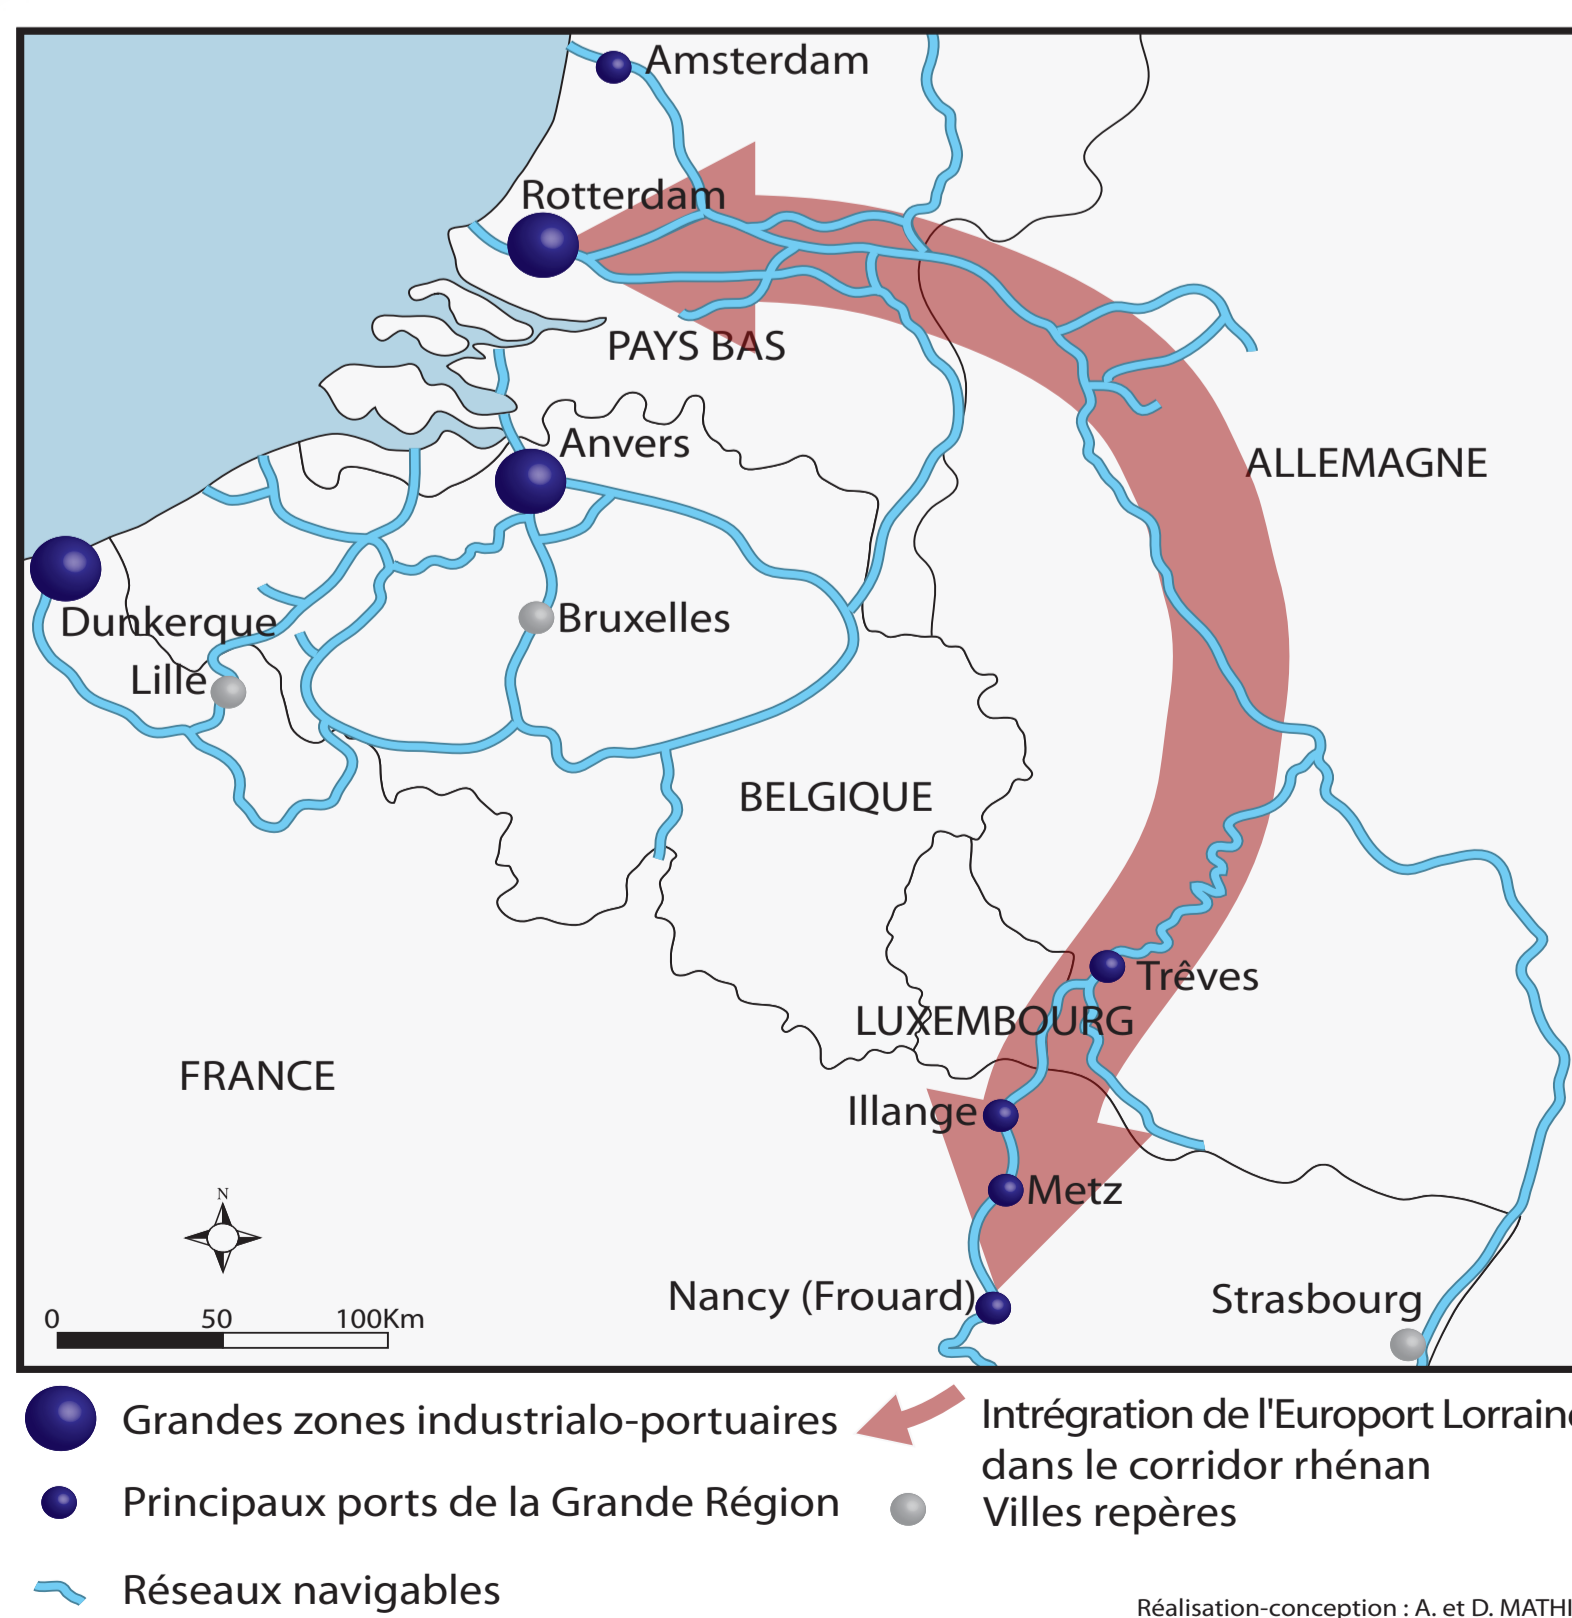 Amsterdam
Rotterdam
PAYS BAS
Anvers
ALLEMAGNE
Dunkerque
Bruxelles
Lille
BELGIQUE
Trêves
LUXEMBOURG
FRANCE
Illange
Metz
N
Nancy (Frouard)
Strasbourg
0 50 100Km
Grandes zones industrialo-portuaires
Intrégration de l'Europort Lorraine
dans le corridor rhénan
Principaux ports de la Grande Région
Villes repères
Réseaux navigables
Réalisation-conception : A. et D. MATHI